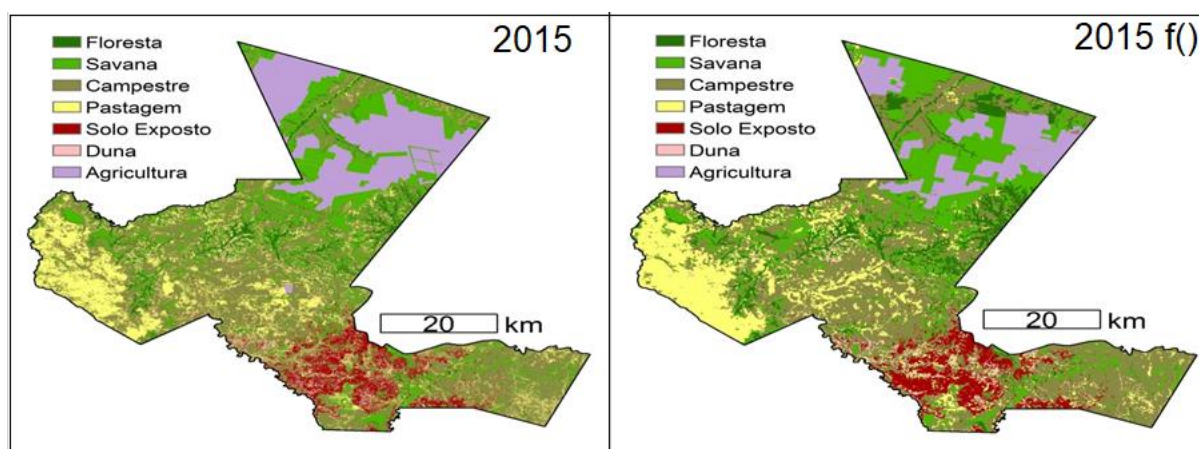 2015
Floresta
Savana
Campestre
Pastagem
Solo Exposto
Duna
Agricultura
20 km
2015 f()
Floresta
Savana
Campestre
Pastagem
Solo Exposto
Duna
Agricultura
20 km